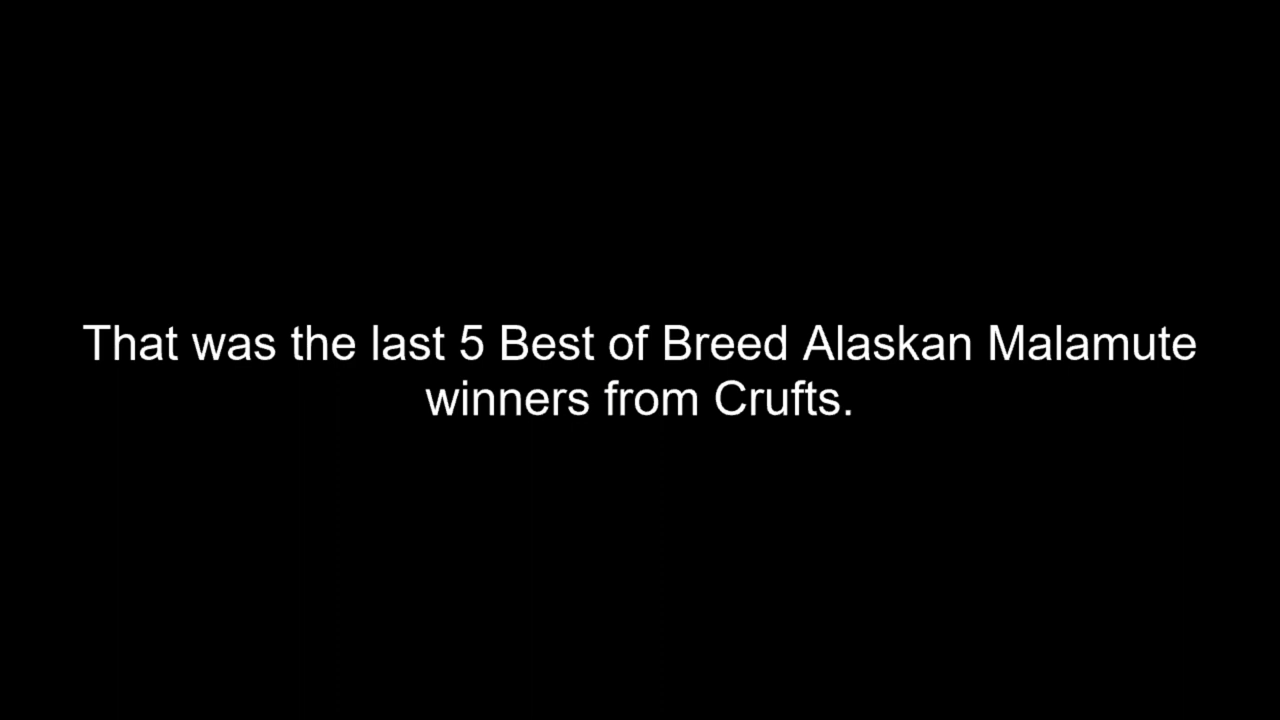 That was the last 5 Best of Breed Alaskan Malamute
winners from Crufts.